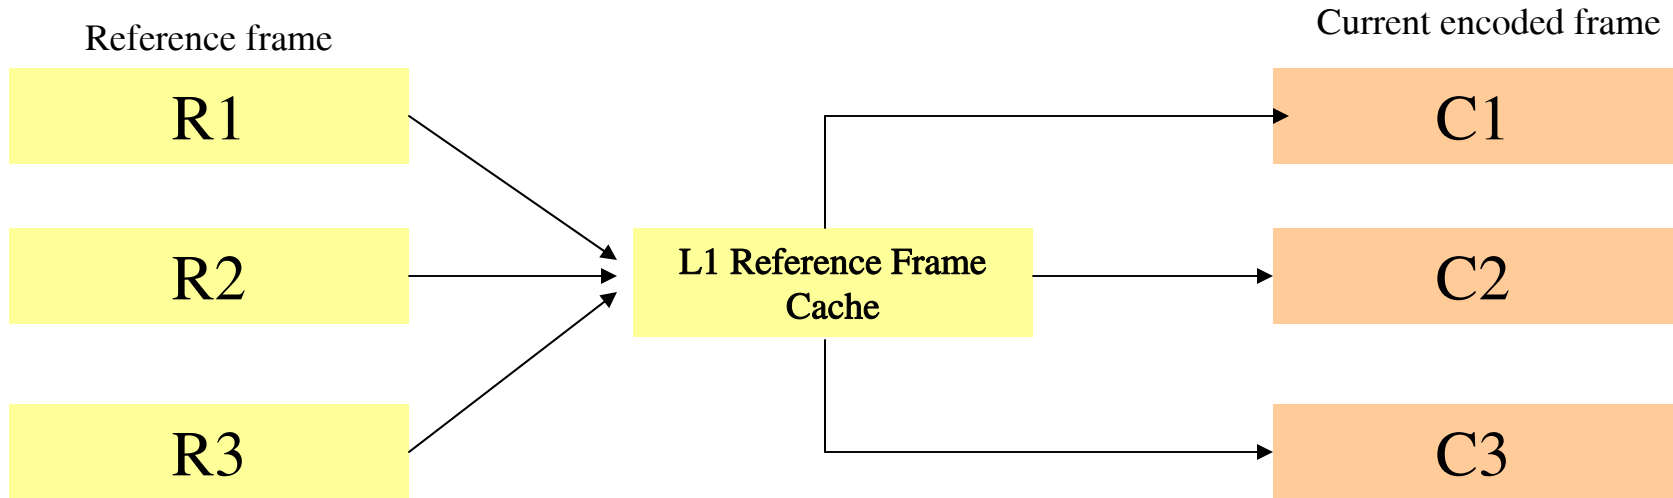 Reference frame
Current encoded frame
R1
C1
R2
L1 Reference Frame
Cache
C2
R3
C3